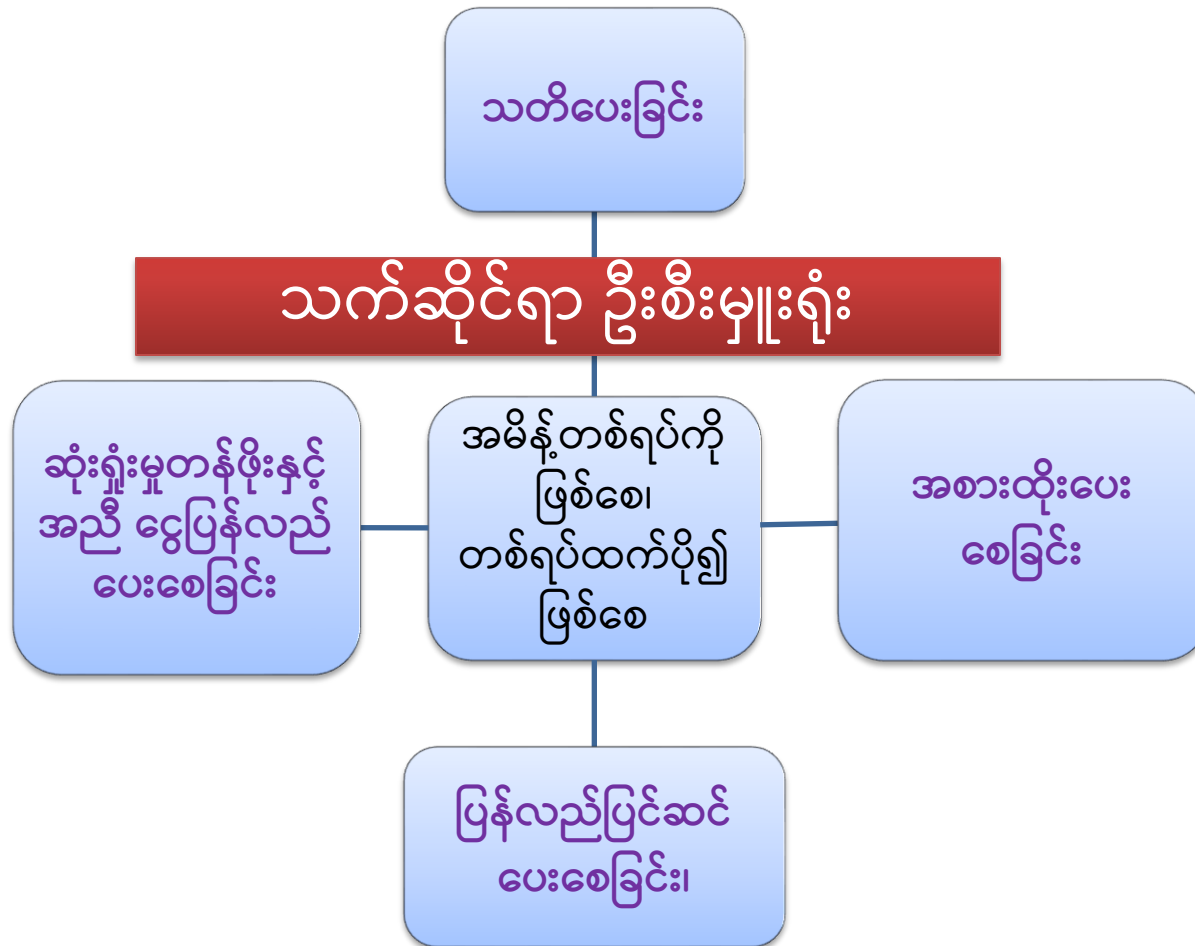 သတိပေးခြင်း
သက်ဆိုင်ရာ ဦးစီးမှူးရုံး
ဆုံးရှုံးမှုတန်ဖိုးနှင့်
အညီ ငွေပြန်လည်
ပေးစေခြင်း
အမိန့်တစ်ရပ်ကို
ဖြစ်စေ၊
တစ်ရပ်ထက်ပို၍
ဖြစ်စေ
အစားထိုးပေး
စေခြင်း
ပြန်လည်ပြင်ဆင်
ပေးစေခြင်း၊